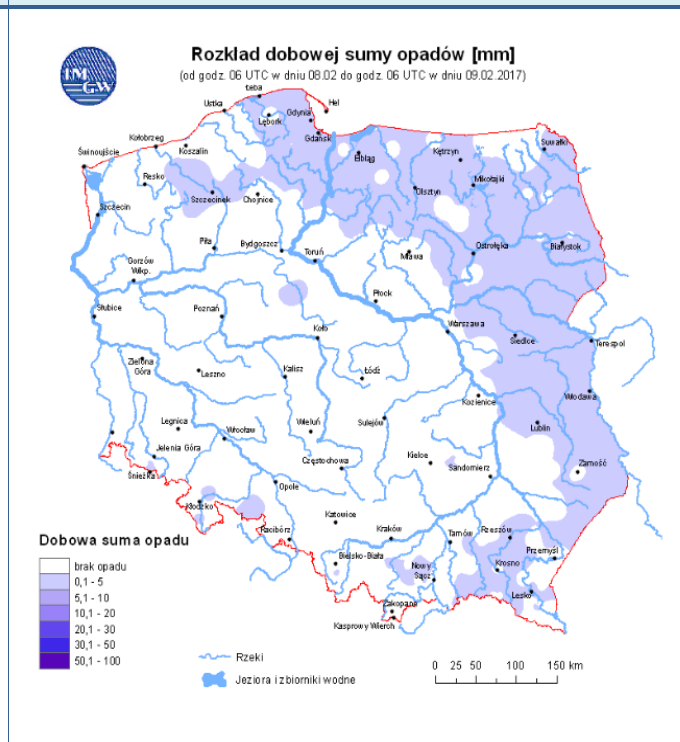 IM
GW
Rozkład dobowej sumy opadów [mm]
(od godz. 06 UTC w dniu 08.02 do godz. 06 UTC w dniu 09.02.2017)
Łeba
Hel
Ustka
Gdynia
Lębork
Gdańsk
Kołobrzeg
Koszalin
Świnoujście
Elbląg
Kętrzyn
Suwałki
Resko
Mikołajki
Olsztyn
Szczecinek
Chojnice
Szczecin
Piła
Bydgoszcz
Toruń
Mława
Ostrołęka
Białystok
Gorzów
Wlkp.
Płock
Słubice
Poznań
Koło
Warszawa
Siedlce
Terespol
Zielona
Góra
Leszno
Kalisz
Łódź
Kozienice
Włodawa
Legnica
Wrocław
Wieluń
Sulejów
Lublin
Jelenia Góra
Częstochowa
Kielce
Sandomierz
Zamość
Śnieżka
Opole
Kłodzko
Katowice
Racibórz
Kraków
Tarnów
Rzeszów
Przemyśl
Bielsko-Biała
Nowy
Sącz
Krosno
Lesko
Zakopane
Kasprowy Wierch
Dobowa suma opadu
brak opadu
0,1 - 5
5,1 - 10
10,1 - 20
20,1 - 30
30,1 - 50
50,1 - 100
Rzeki
Jeziora i zbiorniki wodne
0 25 50 100 150 km